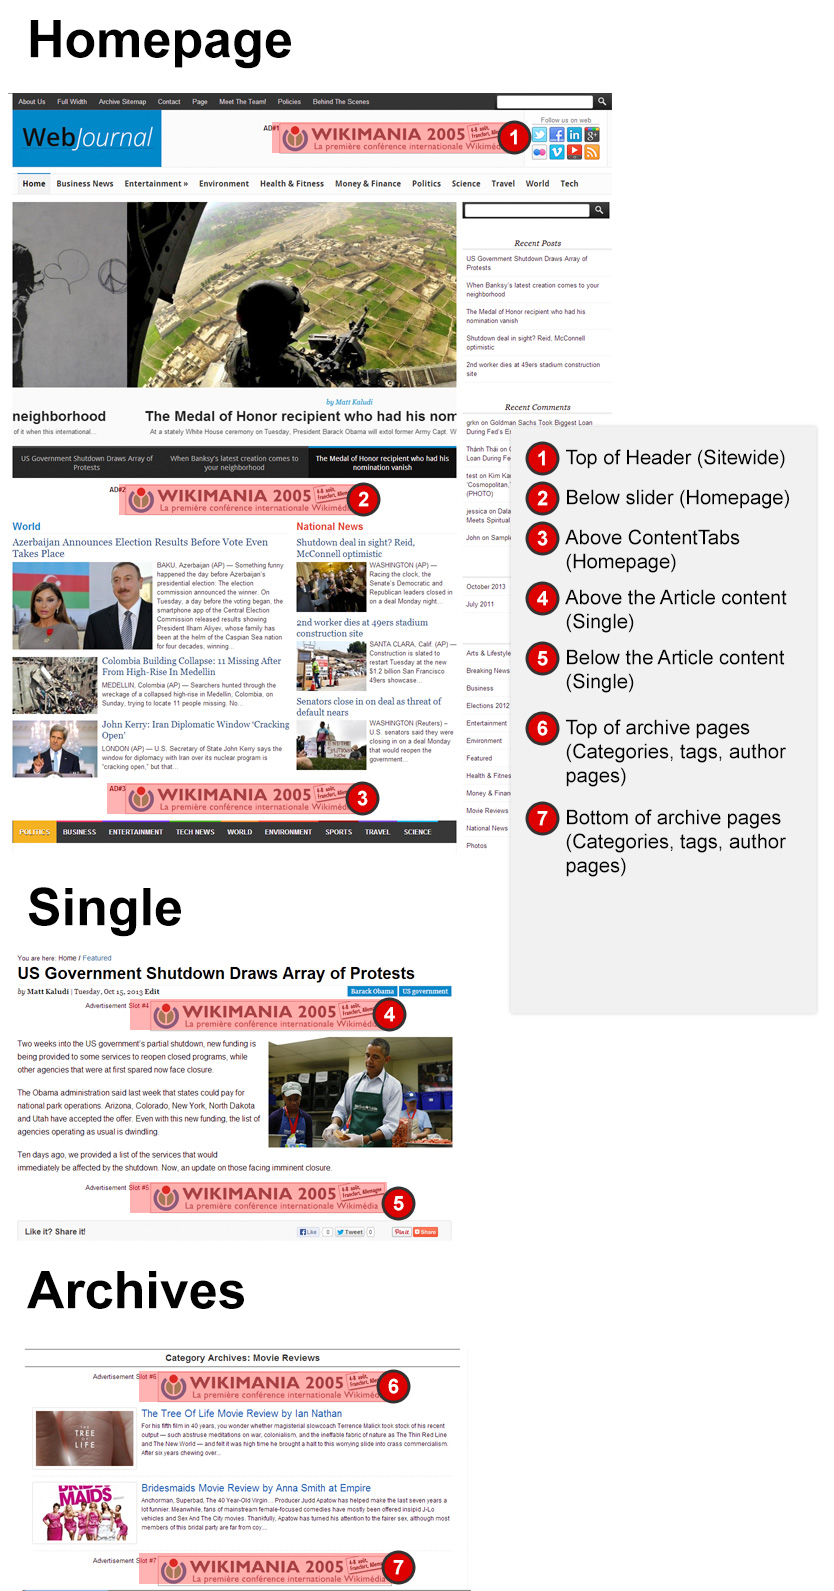 Homepage
About Us Full Width Archive Sitemap Contact Page Meet The Team! Policies Behind The Scenes
WebJournal
AD#1
WIKIMANIA 2005
La première conférence internationale Wikiméd
1
Follow us on web
Home Business News Entertainment » Environment Health & Fitness Money & Finance Politics Science Travel World Tech
Recent Posts
US Government Shutdown Draws Array of
Protests
When Banksy's latest creation comes to your
neighborhood
The Medal of Honor recipient who had his
nomination vanish
Shutdown deal in sight? Reid, McConnell
optimistic
2nd worker dies at 49ers stadium construction
site
by Matt Kaludi
neighborhood
The Medal of Honor recipient who had his nom
of it when this international...
At a stately White House ceremony on Tuesday, President Barack Obama will extol former Army Capt. W
US Government Shutdown Draws Array of
Protests
When Banksy's latest creation comes to
your neighborhood
The Medal of Honor recipient who had his
nomination vanish
Recent Comments
grkn on Goldman Sachs Took Biggest Loan
During Fed's E
Thánh Thái on
Loan During Fe
test on Kim Ka
'Cosmopolitan,'
(PHOTO)
jessica on Dala
Meets Spiritual
John on Sampl
October 2013
July 2011
Arts & Lifestyle
Breaking News
Business
Elections 2012
Entertainment
Environment
Featured
Health & Fitnes
Money & Finan
Movie Reviews
National News
Photos
1 Top of Header (Sitewide)
2 Below slider (Homepage)
3 Above ContentTabs
(Homepage)
4 Above the Article content
(Single)
5 Below the Article content
(Single)
6 Top of archive pages
(Categories, tags, author
pages)
7 Bottom of archive pages
(Categories, tags, author
pages)
AD#2
WIKIMANIA 2005
La première conférence internationale Wikiméd
2
World
Azerbaijan Announces Election Results Before Vote Even
Takes Place
BAKU, Azerbaijan (AP) — Something funny
happened the day before Azerbaijan's
presidential election: The election
commission announced the winner. On
Tuesday, a day before the voting began, the
smartphone app of the Central Election
Commission released results showing
President Ilham Aliyev, whose family has
been at the helm of the Caspian Sea nation
for four decades, winning...
Colombia Building Collapse: 11 Missing After
From High-Rise In Medellin
MEDELLIN, Colombia (AP) — Searchers hunted through the
wreckage of a collapsed high-rise in Medellin, Colombia, on
Sunday, trying to locate 11 people missing. No...
John Kerry: Iran Diplomatic Window 'Cracking
Open'
LONDON (AP) — U.S. Secretary of State John Kerry says the
window for diplomacy with Iran over its nuclear program is
"cracking open," but that...
National News
Shutdown deal in sight? Reid,
McConnell optimistic
WASHINGTON (AP) —
Racing the clock, the
Senate's Democratic and
Republican leaders closed in
on a deal Monday night...
2nd worker dies at 49ers stadium
construction site
SANTA CLARA, Calif. (AP) —
Construction is slated to
restart Tuesday at the new
$1.2 billion San Francisco
49ers showcase...
Senators close in on deal as threat of
default nears
WASHINGTON (Reuters) –
U.S. senators said they were
closing in on a deal Monday
that would reopen the
government...
AD#3
WIKIMANIA 2005
La première conférence internationale Wikiméd
3
POLITICS BUSINESS ENTERTAINMENT TECH NEWS WORLD ENVIRONMENT SPORTS TRAVEL SCIENCE
Single
You are here: Home / Featured
US Government Shutdown Draws Array of Protests
by Matt Kaludi | Tuesday, Oct 15, 2013 Edit
Barack Obama US government
Advertisement Slot #4
WIKIMANIA 2005
La première conférence internationale Wikiméd
4
Two weeks into the US government's partial shutdown, new funding is
being provided to some services to reopen closed programs, while
other agencies that were at first spared now face closure.
The Obama administration said last week that states could pay for
national park operations. Arizona, Colorado, New York, North Dakota
and Utah have accepted the offer. Even with this new funding, the list of
agencies operating as usual is dwindling.
Ten days ago, we provided a list of the services that would
immediately be affected by the shutdown. Now, an update on those facing imminent closure.
Advertisement Slot #5
WIKIMANIA 2005
La première conférence internationale Wikimédia
5
Like it? Share it!
Like 0 Tweet 0 Pin it Share
Archives
Category Archives: Movie Reviews
Advertisement Slot #6
WIKIMANIA 2005
La première conférence internationale Wikiméd
6
THE
TREE
OF
LIFE
The Tree Of Life Movie Review by Ian Nathan
For his fifth film in 40 years, you wonder whether magisterial slowcoach Terrence Malick took stock of his recent
output — such abstruse meditations on war, colonialism, and the ineffable fabric of nature as The Thin Red Line
and The New World — and felt it was high time he brought a halt to this worrying slide into crass commercialism.
After six years chewing over...
MAIDS
Bridesmaids Movie Review by Anna Smith at Empire
Anchorman, Superbad, The 40 Year-Old Virgin... Producer Judd Apatow has helped make the last seven years a
lot funnier. Meanwhile, fans of mainstream female-focused comedies have mostly been offered insipid J-Lo
vehicles and Sex And The City movies. Thankfully, Apatow has turned his attention to the fairer sex, although most
members of this bridal party are far from coy....
Advertisement Slot #7
WIKIMANIA 2005
La première conférence internationale Wikiméd
7